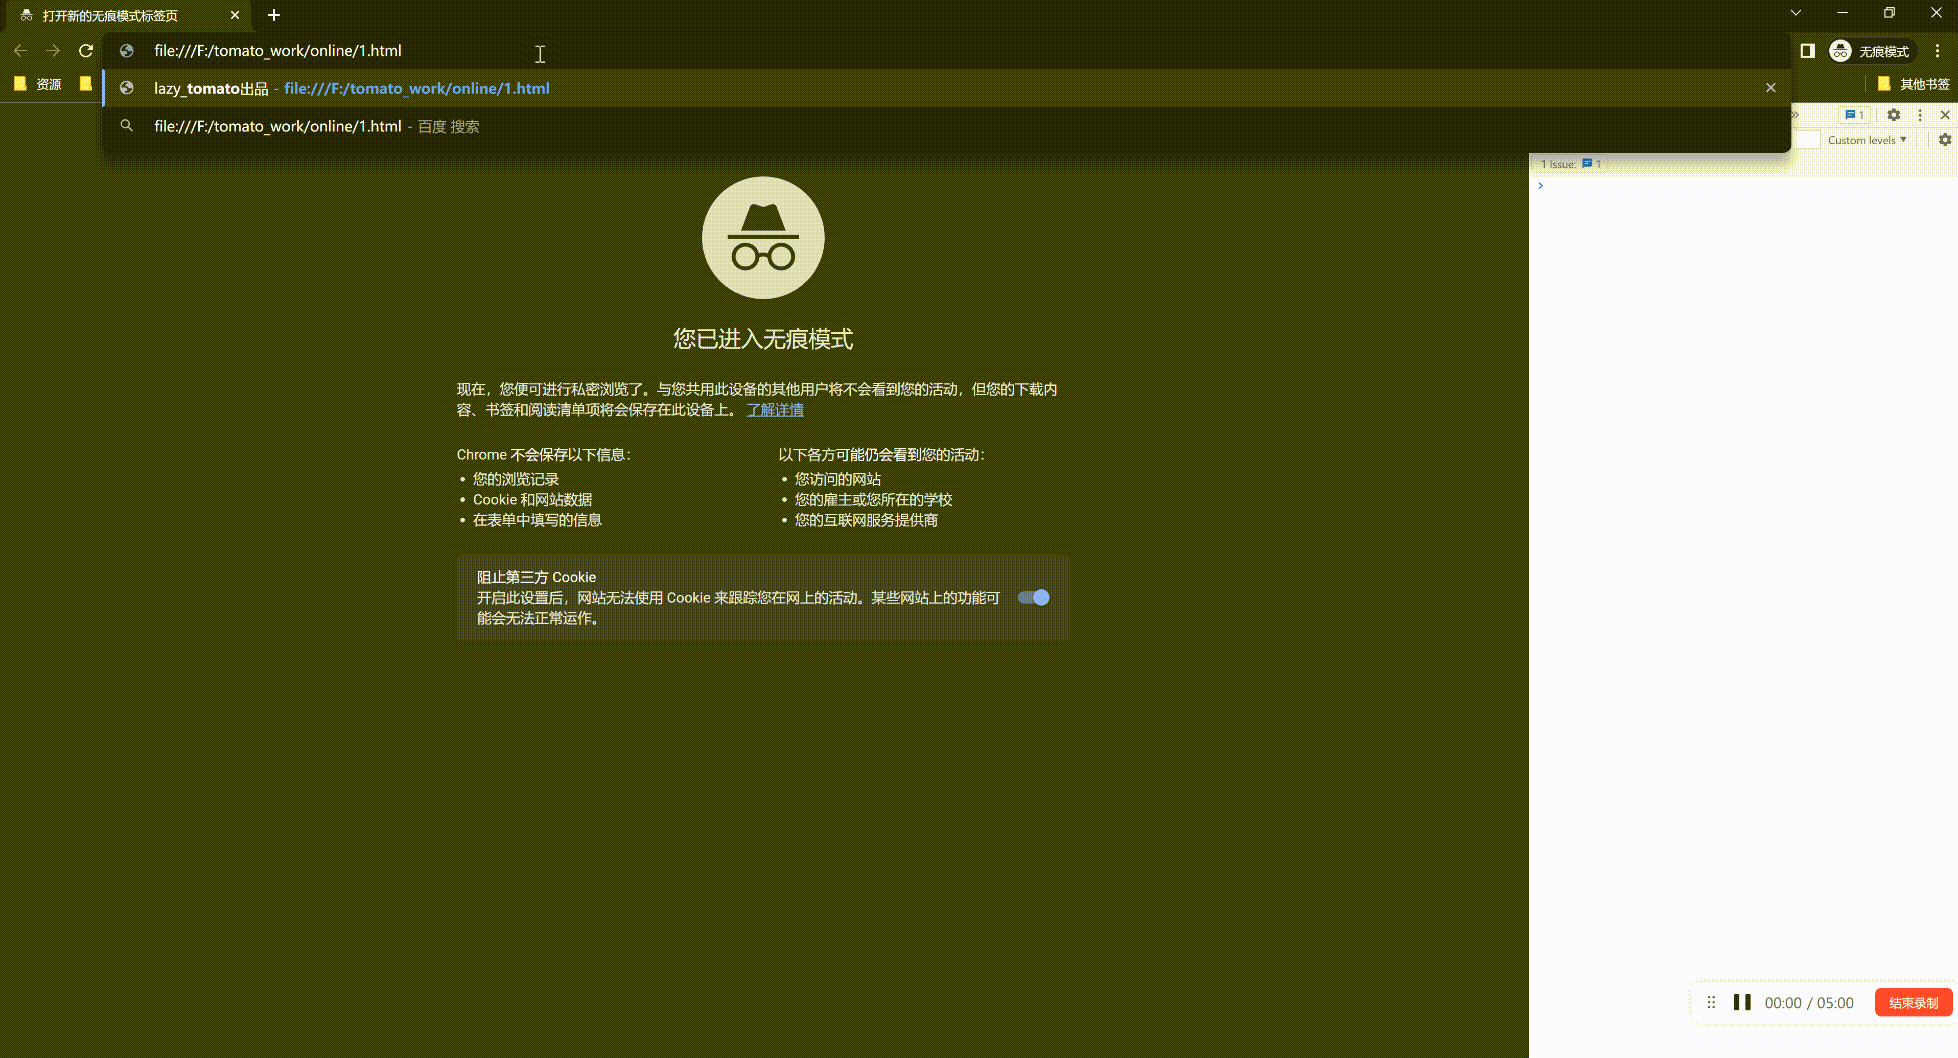 打开新的无痕模式标签页
file:///F:/tomato_work/online/1.html
无痕模式
资源
lazy_tomato出品 - file:///F:/tomato_work/online/1.html
其他书签
file:///F:/tomato_work/online/1.html - 百度 搜索
1
Custom levels
1 Issue: 1
您已进入无痕模式
现在，您便可进行私密浏览了。与您共用此设备的其他用户将不会看到您的活动，但您的下载内
容、书签和阅读清单项将会保存在此设备上。 了解详情
Chrome 不会保存以下信息：
• 您的浏览记录
• Cookie 和网站数据
• 在表单中填写的信息
以下各方可能仍会看到您的活动：
• 您访问的网站
• 您的雇主或您所在的学校
• 您的互联网服务提供商
阻止第三方 Cookie
开启此设置后，网站无法使用 Cookie 来跟踪您在网上的活动。某些网站上的功能可
能会无法正常运作。
00:00 / 05:00
结束录制